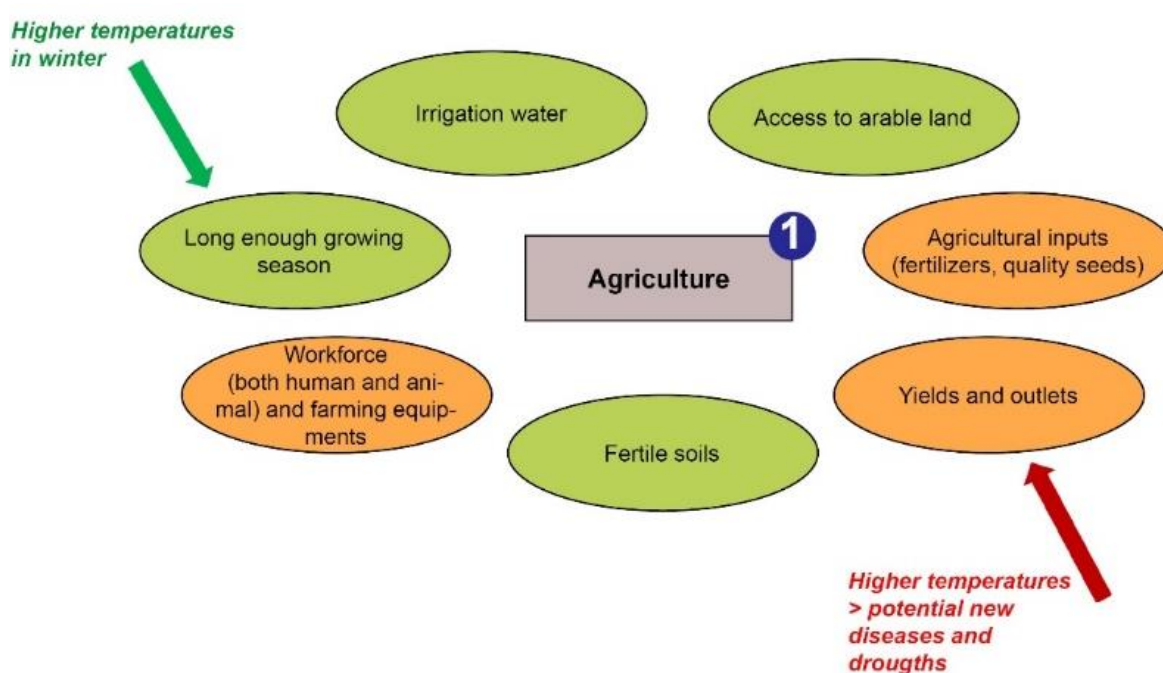 Higher temperatures
in winter
Irrigation water
Access to arable land
Long enough growing
season
1
Agriculture
Agricultural inputs
(fertilizers, quality seeds)
Workforce
(both human and ani-
mal) and farming equip-
ments
Yields and outlets
Fertile soils
Higher temperatures
> potential new
diseases and
drougths